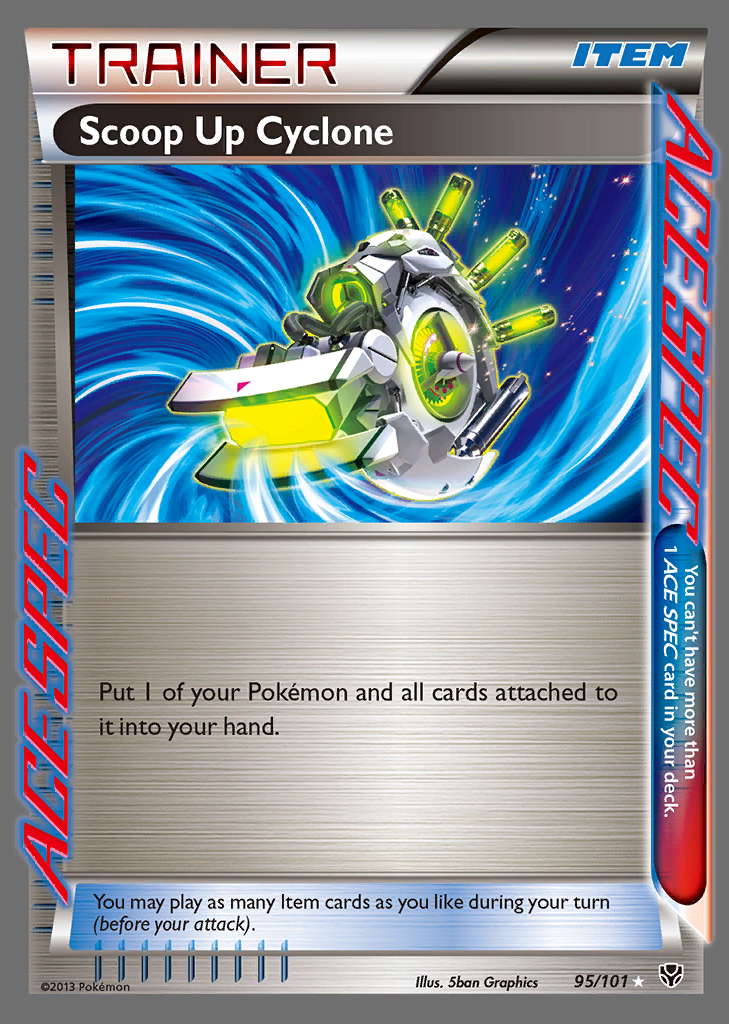 TRAINER
ITEM
Scoop Up Cyclone
ACE SPEC
ACE SPEC
You can't have more than
1 ACE SPEC card in your deck.
Put 1 of your Pokémon and all cards attached to
it into your hand.
You may play as many Item cards as you like during your turn
(before your attack).
©2013 Pokémon
Illus. 5ban Graphics
95/101